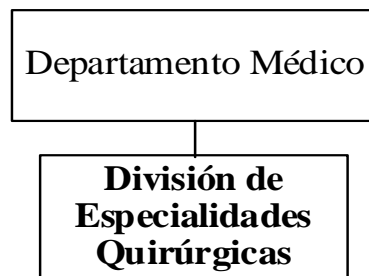 Departamento Médico
División de
Especialidades
Quirúrgicas